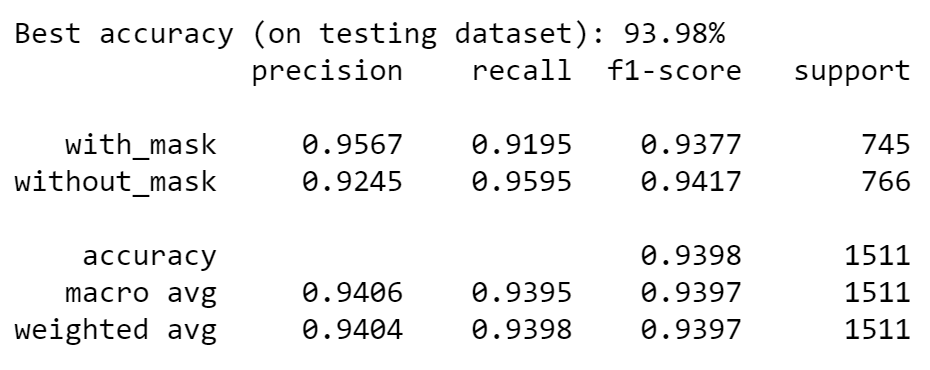 Best accuracy (on testing dataset): 93.98%
precision recall f1-score support
with_mask 0.9567 0.9195 0.9377 745
without_mask 0.9245 0.9595 0.9417 766
accuracy 0.9398 1511
macro avg 0.9406 0.9395 0.9397 1511
weighted avg 0.9404 0.9398 0.9397 1511